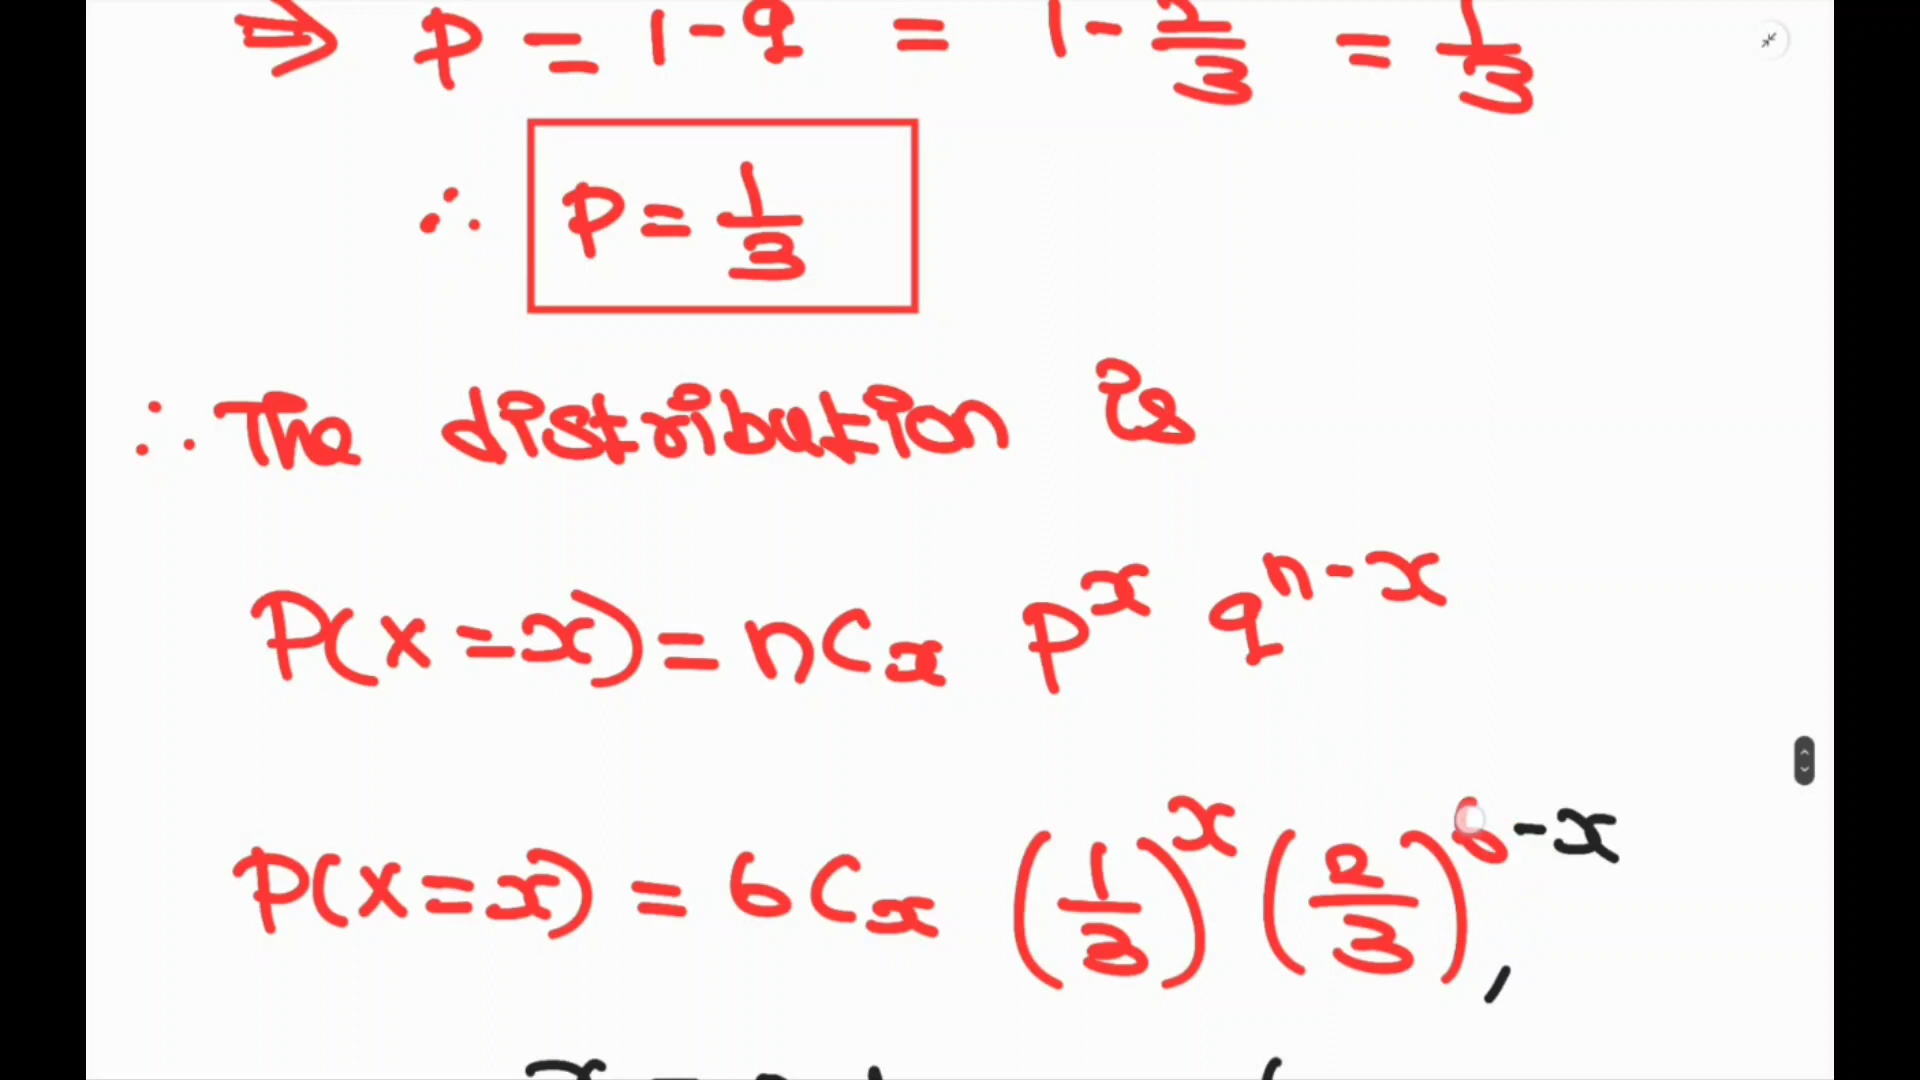 ⇒ p = 1 - q = 1 - 2/3 = 1/3
∴ p = 1/3
∴ The distribution is
P(X = x) = nCx p^x q^(n-x)
P(X = x) = 6Cx (1/3)^x (2/3)^(6-x) ,